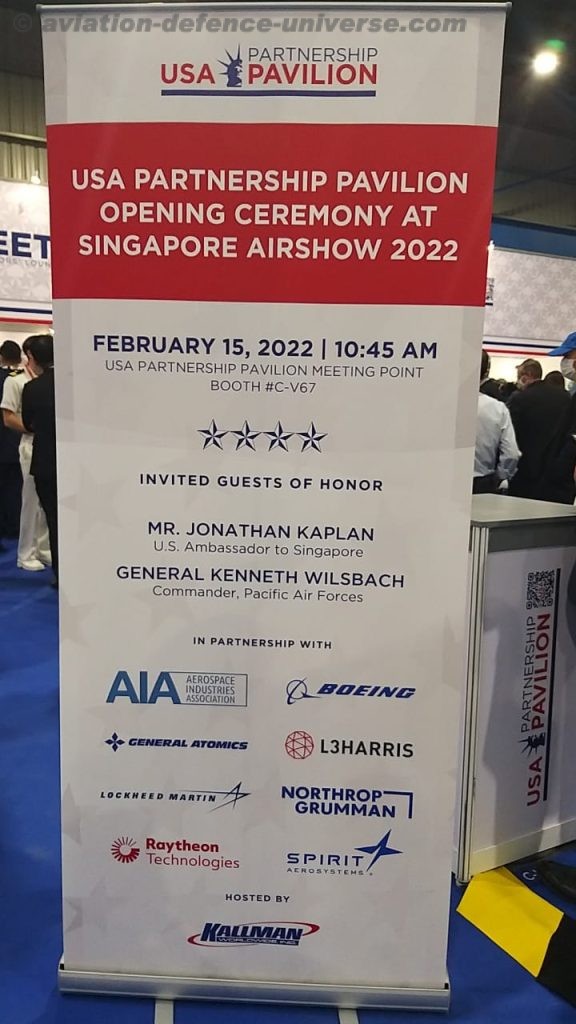 © aviation-defence-universe.com
PARTNERSHIP
USA PAVILION
USA PARTNERSHIP PAVILION
OPENING CEREMONY AT
SINGAPORE AIRSHOW 2022
FEBRUARY 15, 2022 | 10:45 AM
USA PARTNERSHIP PAVILION MEETING POINT
BOOTH #C-V67
INVITED GUESTS OF HONOR
MR. JONATHAN KAPLAN
U.S. Ambassador to Singapore
GENERAL KENNETH WILSBACH
Commander, Pacific Air Forces
IN PARTNERSHIP WITH
AIA AEROSPACE
INDUSTRIES
ASSOCIATION
BOEING
GENERAL ATOMICS
L3HARRIS
LOCKHEED MARTIN
NORTHROP
GRUMMAN
Raytheon
Technologies
SPIRIT
AEROSYSTEMS
HOSTED BY
KALLMAN
WORLDWIDE INC
EET
PARTNERSHIP
USA PAVILION